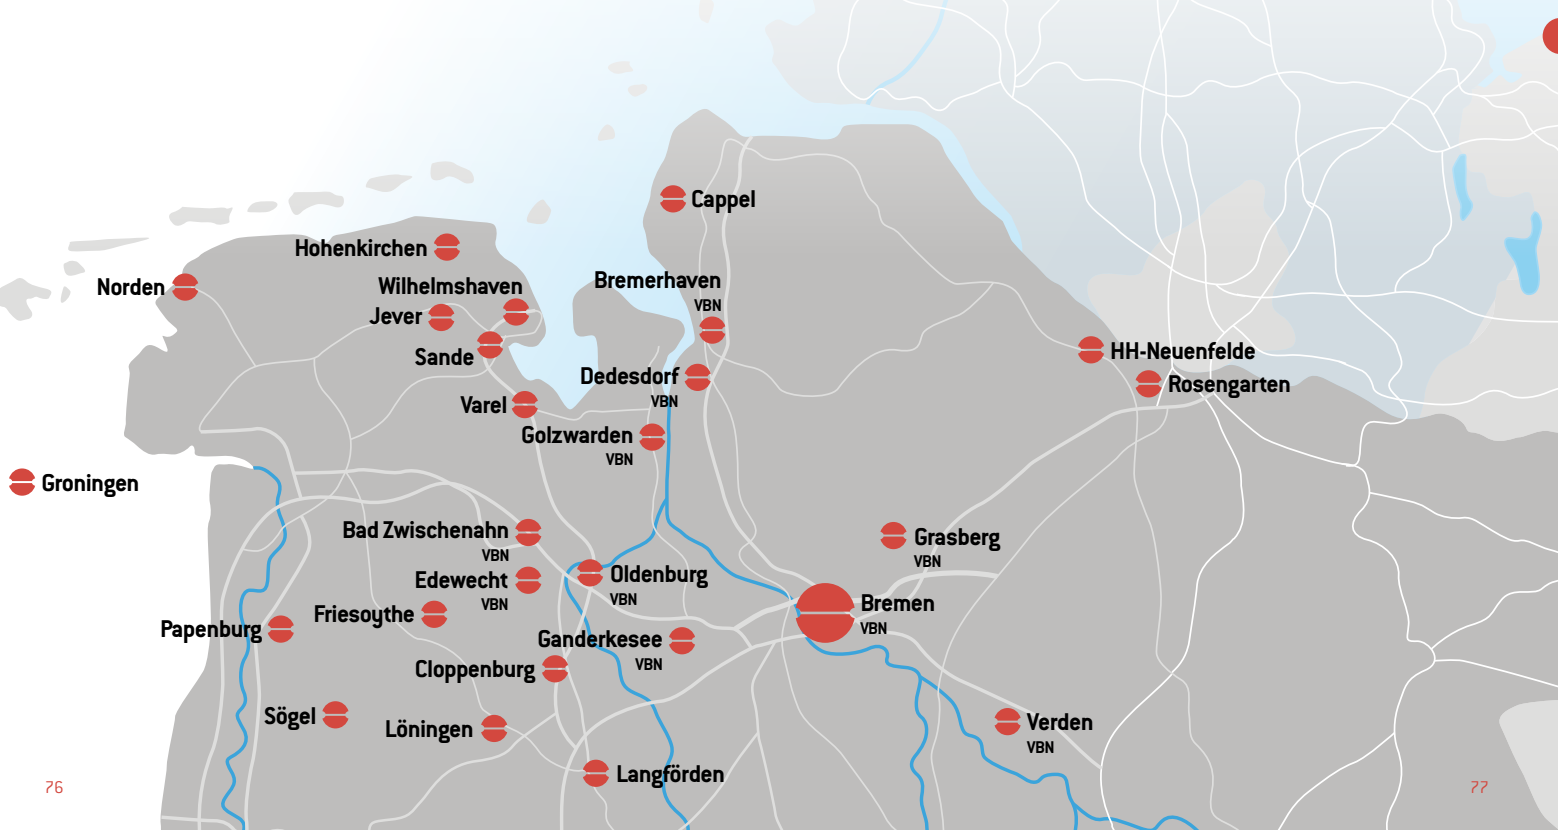 Cappel
Hohenkirchen
Norden
Wilhelmshaven
Bremerhaven
VBN
Jever
Sande
HH-Neuenfelde
Dedesdorf
VBN
Rosengarten
Varel
Golzwarden
VBN
Groningen
Bad Zwischenahn
VBN
Grasberg
VBN
Edewecht
VBN
Oldenburg
VBN
Friesoythe
Bremen
VBN
Papenburg
Ganderkesee
VBN
Cloppenburg
Sögel
Löningen
Verden
VBN
Langförden
76
77